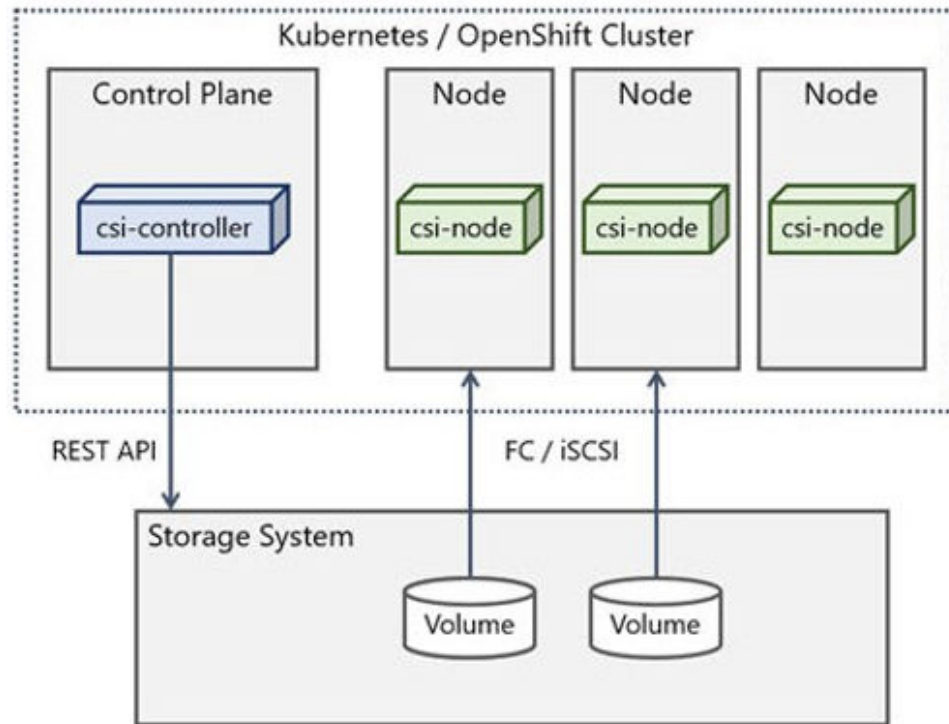 Kubernetes / OpenShift Cluster
Control Plane
Node
Node
Node
csi-controller
csi-node
csi-node
csi-node
REST API
FC / iSCSI
Storage System
Volume
Volume